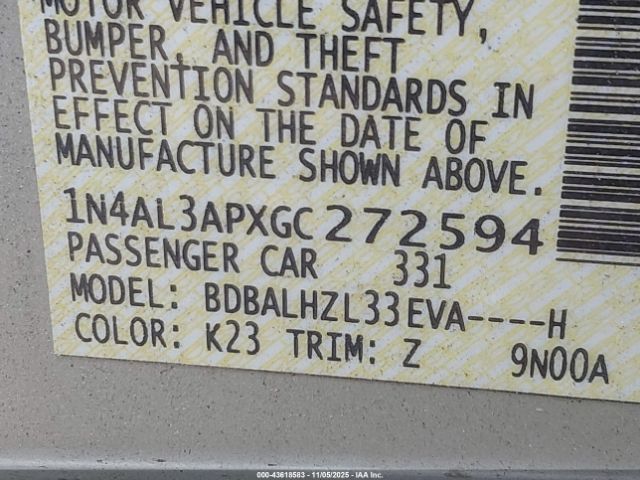 MOTOR VEHICLE SAFETY,
BUMPER, AND THEFT
PREVENTION STANDARDS IN
EFFECT ON THE DATE OF
MANUFACTURE SHOWN ABOVE.
1N4AL3APXGC272594
PASSENGER CAR 331
MODEL: BDBALHZL33EVA----H
COLOR: K23 TRIM: Z 9N00A
000-43618583 - 11/05/2025 - IAA Inc.